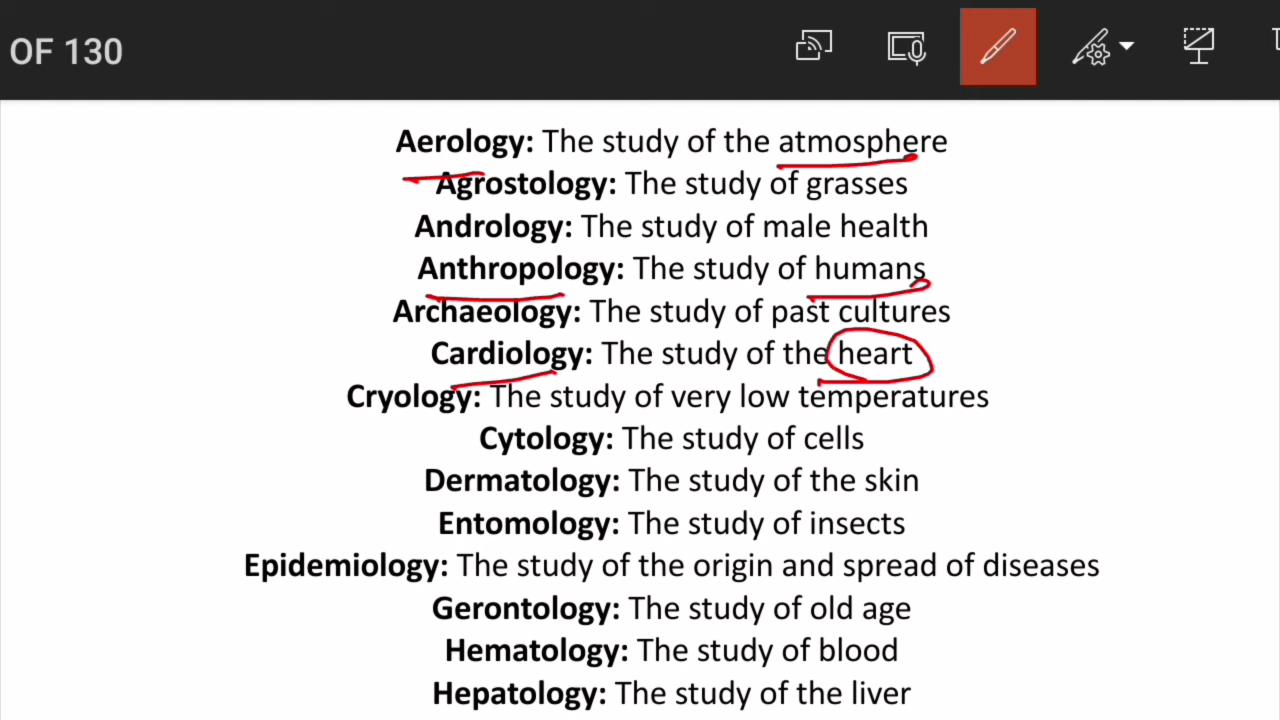 OF 130
Aerology: The study of the atmosphere
Agrostology: The study of grasses
Andrology: The study of male health
Anthropology: The study of humans
Archaeology: The study of past cultures
Cardiology: The study of the heart
Cryology: The study of very low temperatures
Cytology: The study of cells
Dermatology: The study of the skin
Entomology: The study of insects
Epidemiology: The study of the origin and spread of diseases
Gerontology: The study of old age
Hematology: The study of blood
Hepatology: The study of the liver